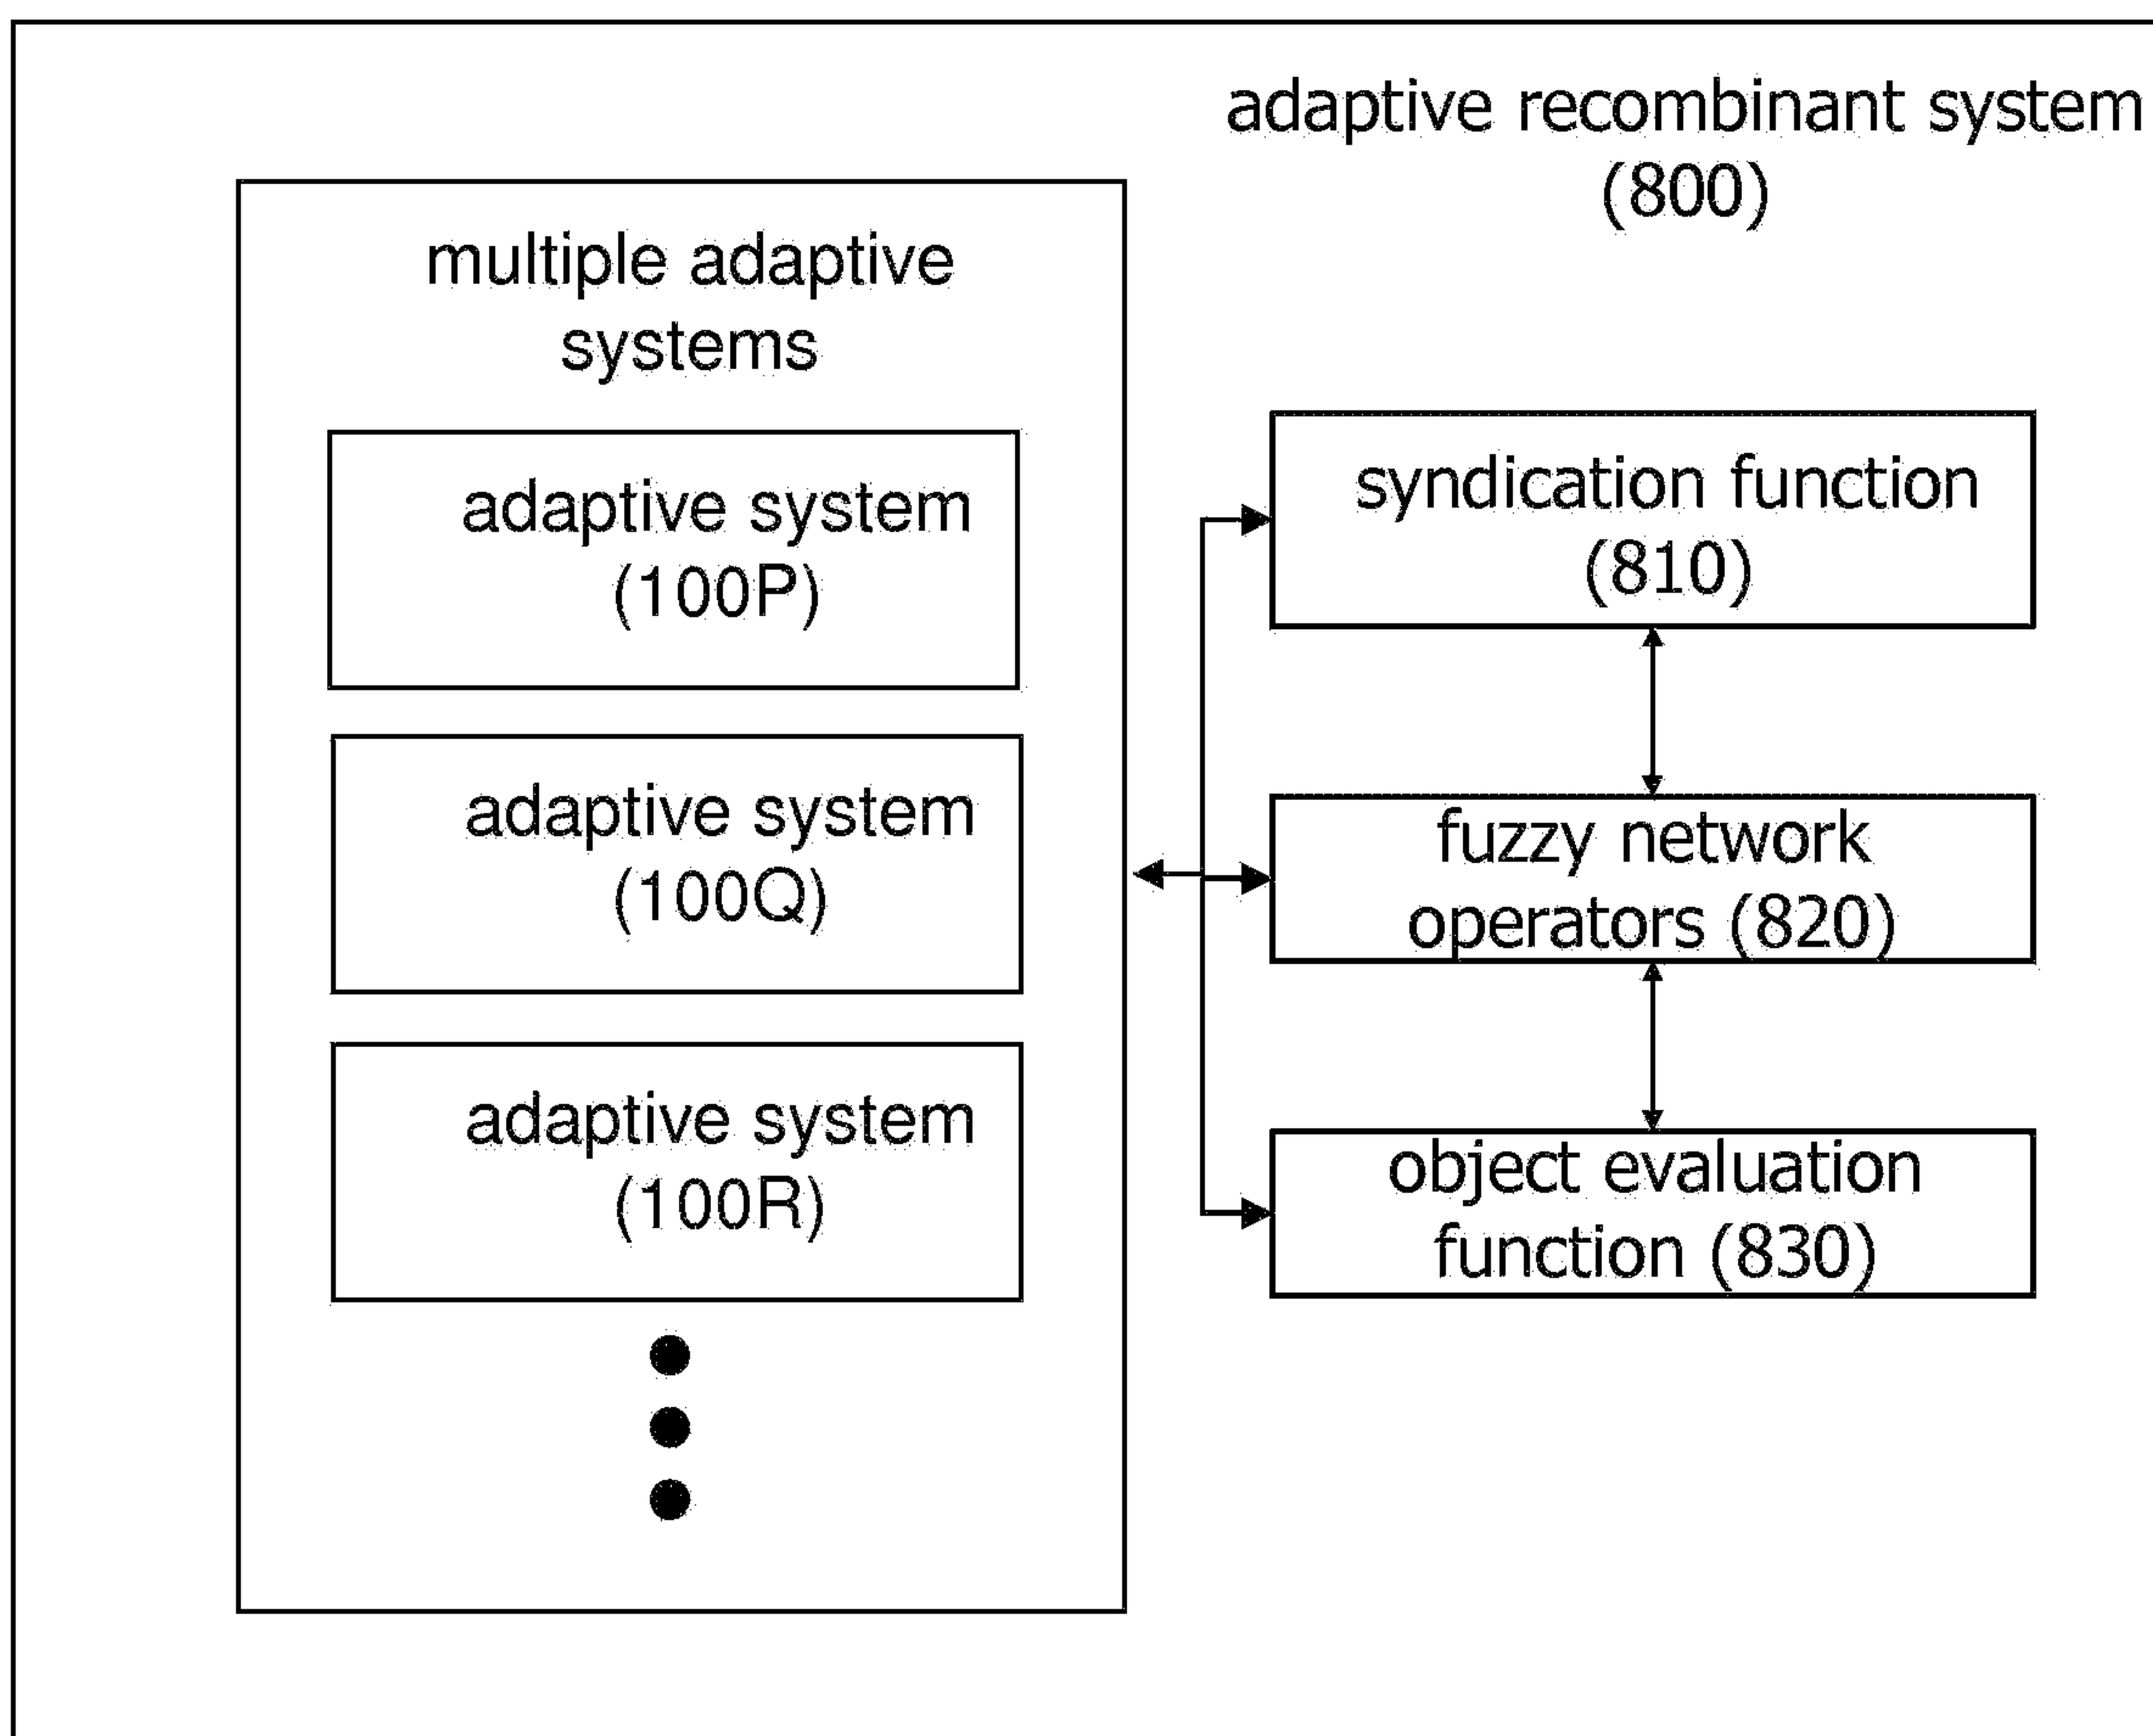 adaptive recombinant system
(800)
multiple adaptive
systems
adaptive system
(100P)
adaptive system
(100Q)
adaptive system
(100R)
syndication function
(810)
fuzzy network
operators (820)
object evaluation
function (830)